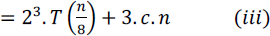 = 2³. T (n/8) + 3. c. n (iii)